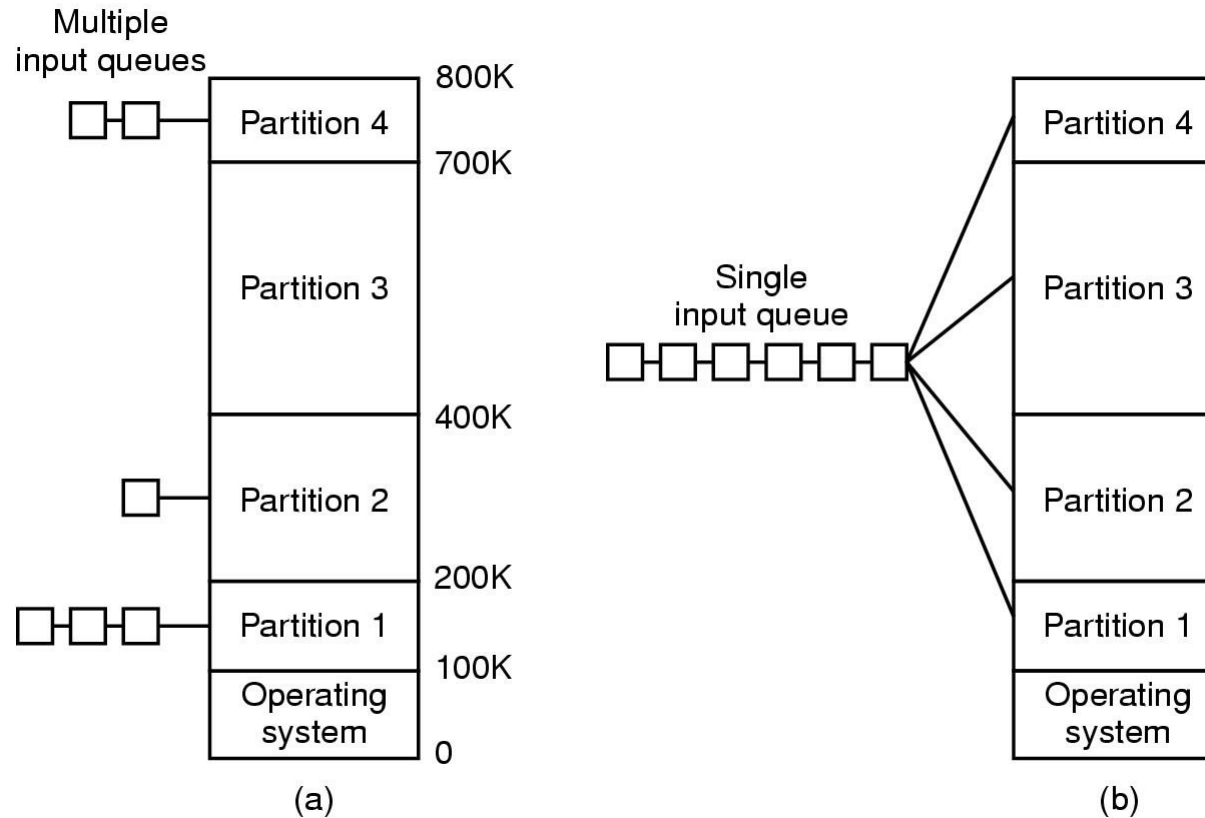 Multiple
input queues
800K
Partition 4
700K
Partition 3
400K
Partition 2
200K
Partition 1
100K
Operating
system
0
(a)
Single
input queue
Partition 4
Partition 3
Partition 2
Partition 1
Operating
system
(b)